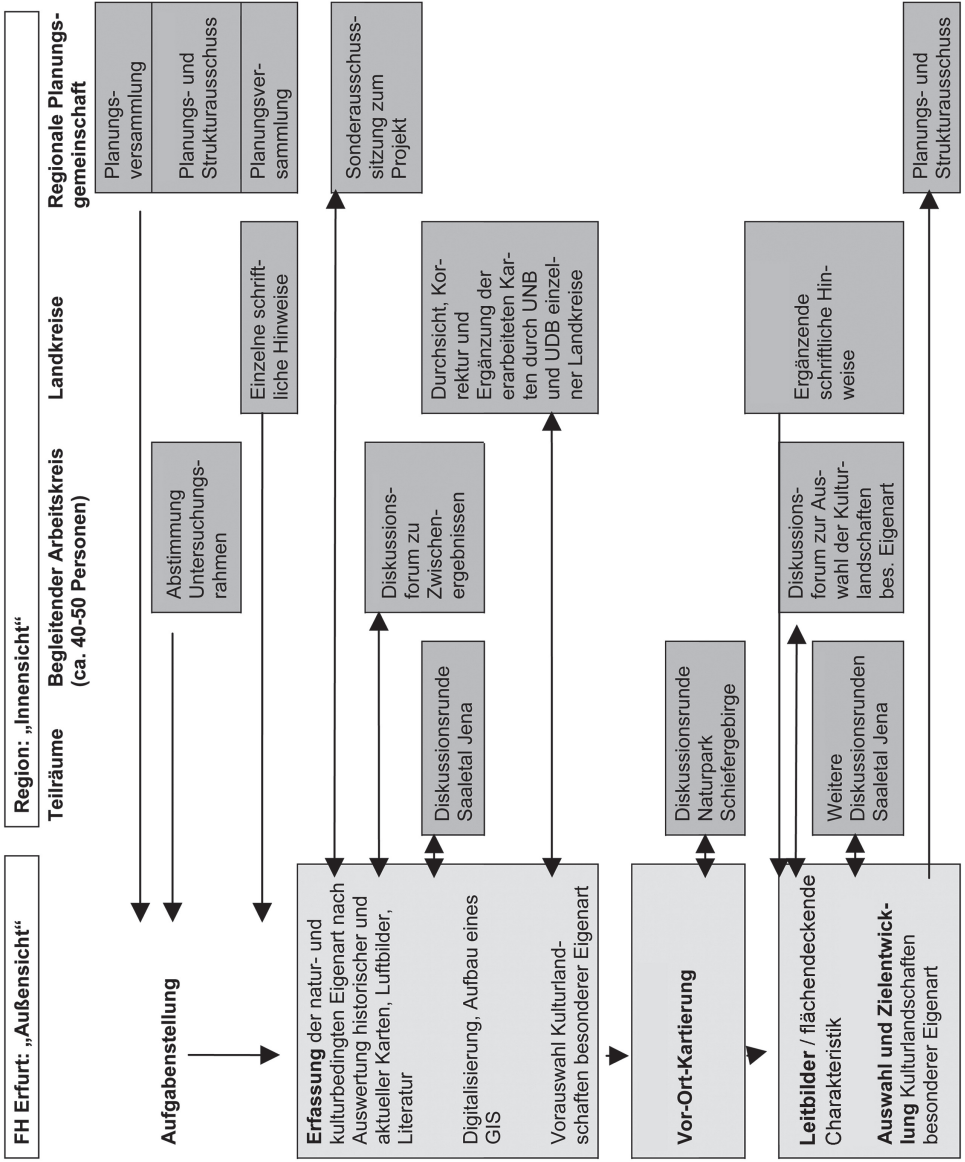 FH Erfurt: „Außensicht“
Region: „Innensicht“
Teilräume
Begleitender Arbeitskreis
(ca. 40-50 Personen)
Landkreise
Regionale Planungs-
gemeinschaft
Aufgabenstellung
Abstimmung
Untersuchungs-
rahmen
Einzelne schrift-
liche Hinweise
Planungs-
versammlung
Planungs- und
Strukturausschuss
Planungsver-
sammlung
Erfassung der natur- und
kulturbedingten Eigenart nach
Auswertung historischer und
aktueller Karten, Luftbilder,
Literatur
Digitalisierung, Aufbau eines
GIS
Vorauswahl Kulturland-
schaften besonderer Eigenart
Diskussionsrunde
Saaletal Jena
Diskussions-
forum zu
Zwischen-
ergebnissen
Durchsicht, Kor-
rektur und
Ergänzung der
erarbeiteten Kar-
ten durch UNB
und UDB einzel-
ner Landkreise
Sonderausschuss-
sitzung zum
Projekt
Vor-Ort-Kartierung
Diskussionsrunde
Naturpark
Schiefergebirge
Leitbilder / flächendeckende
Charakteristik
Auswahl und Zielentwick-
lung Kulturlandschaften
besonderer Eigenart
Weitere
Diskussionsrunden
Saaletal Jena
Diskussions-
forum zur Aus-
wahl der Kultur-
landschaften
bes. Eigenart
Ergänzende
schriftliche Hin-
weise
Planungs- und
Strukturausschuss